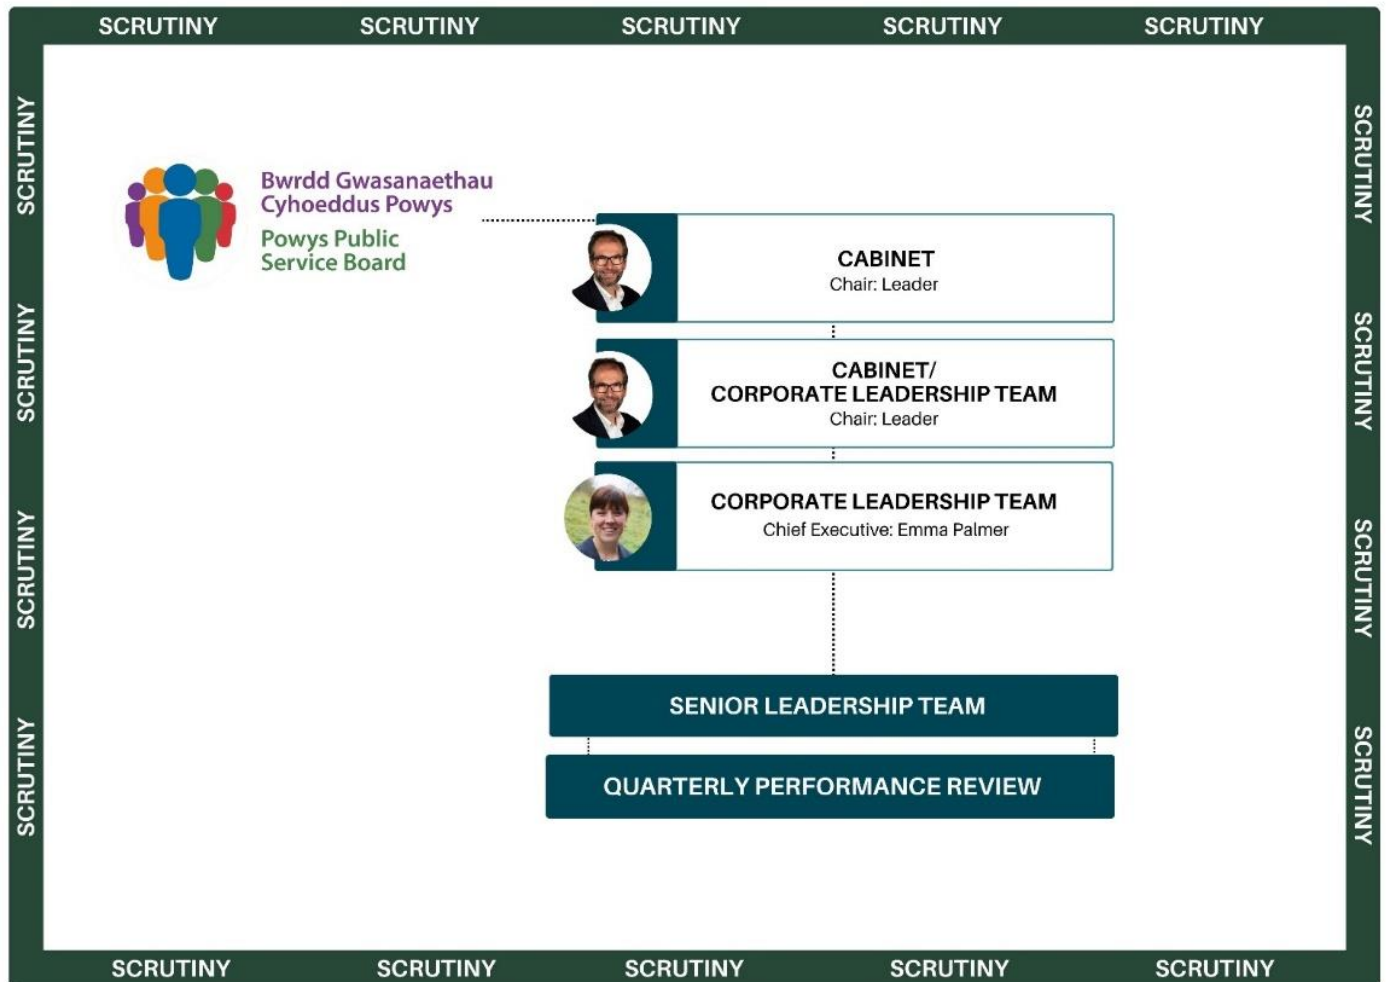 SCRUTINY SCRUTINY SCRUTINY SCRUTINY SCRUTINY
SCRUTINY
SCRUTINY
SCRUTINY
SCRUTINY
Bwrdd Gwasanaethau
Cyhoeddus Powys
Powys Public
Service Board
CABINET
Chair: Leader
CABINET/
CORPORATE LEADERSHIP TEAM
Chair: Leader
CORPORATE LEADERSHIP TEAM
Chief Executive: Emma Palmer
SENIOR LEADERSHIP TEAM
QUARTERLY PERFORMANCE REVIEW
SCRUTINY
SCRUTINY
SCRUTINY
SCRUTINY
SCRUTINY SCRUTINY SCRUTINY SCRUTINY SCRUTINY